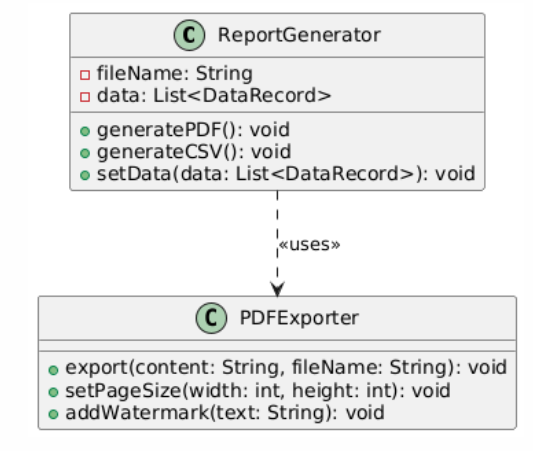 C ReportGenerator
fileName: String
data: List<DataRecord>
generatePDF(): void
generateCSV(): void
setData(data: List<DataRecord>): void
«uses»
C PDFExporter
export(content: String, fileName: String): void
setPageSize(width: int, height: int): void
addWatermark(text: String): void